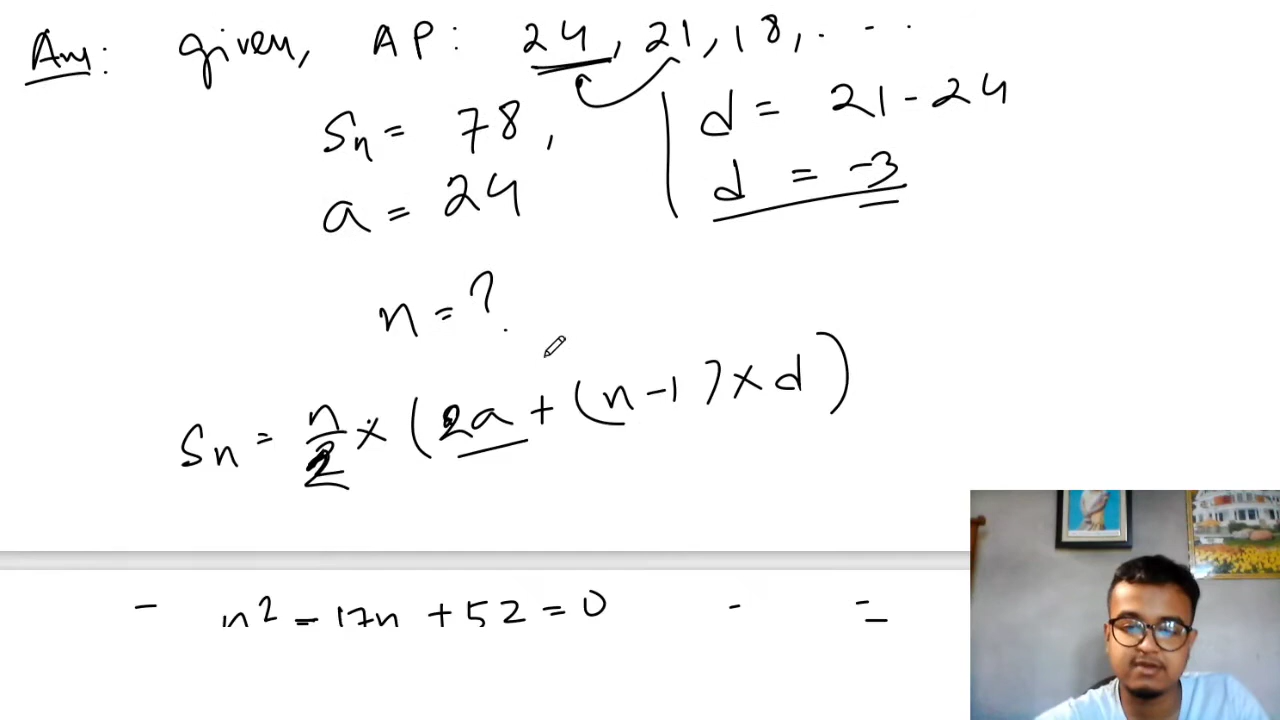 Ans: given, AP: 24, 21, 18, . . .
Sn = 78,
a = 24
d = 21 - 24
d = -3
n = ?
Sn = n/2 × (2a + (n-1) × d)
- n² - 17n + 52 = 0 - =